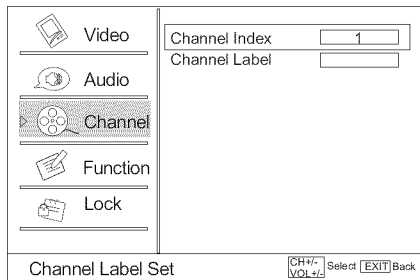 Video
Audio
Channel
Function
Lock
Channel Index 1
Channel Label
Channel Label Set
CH+/- VOL+/- Select EXIT Back